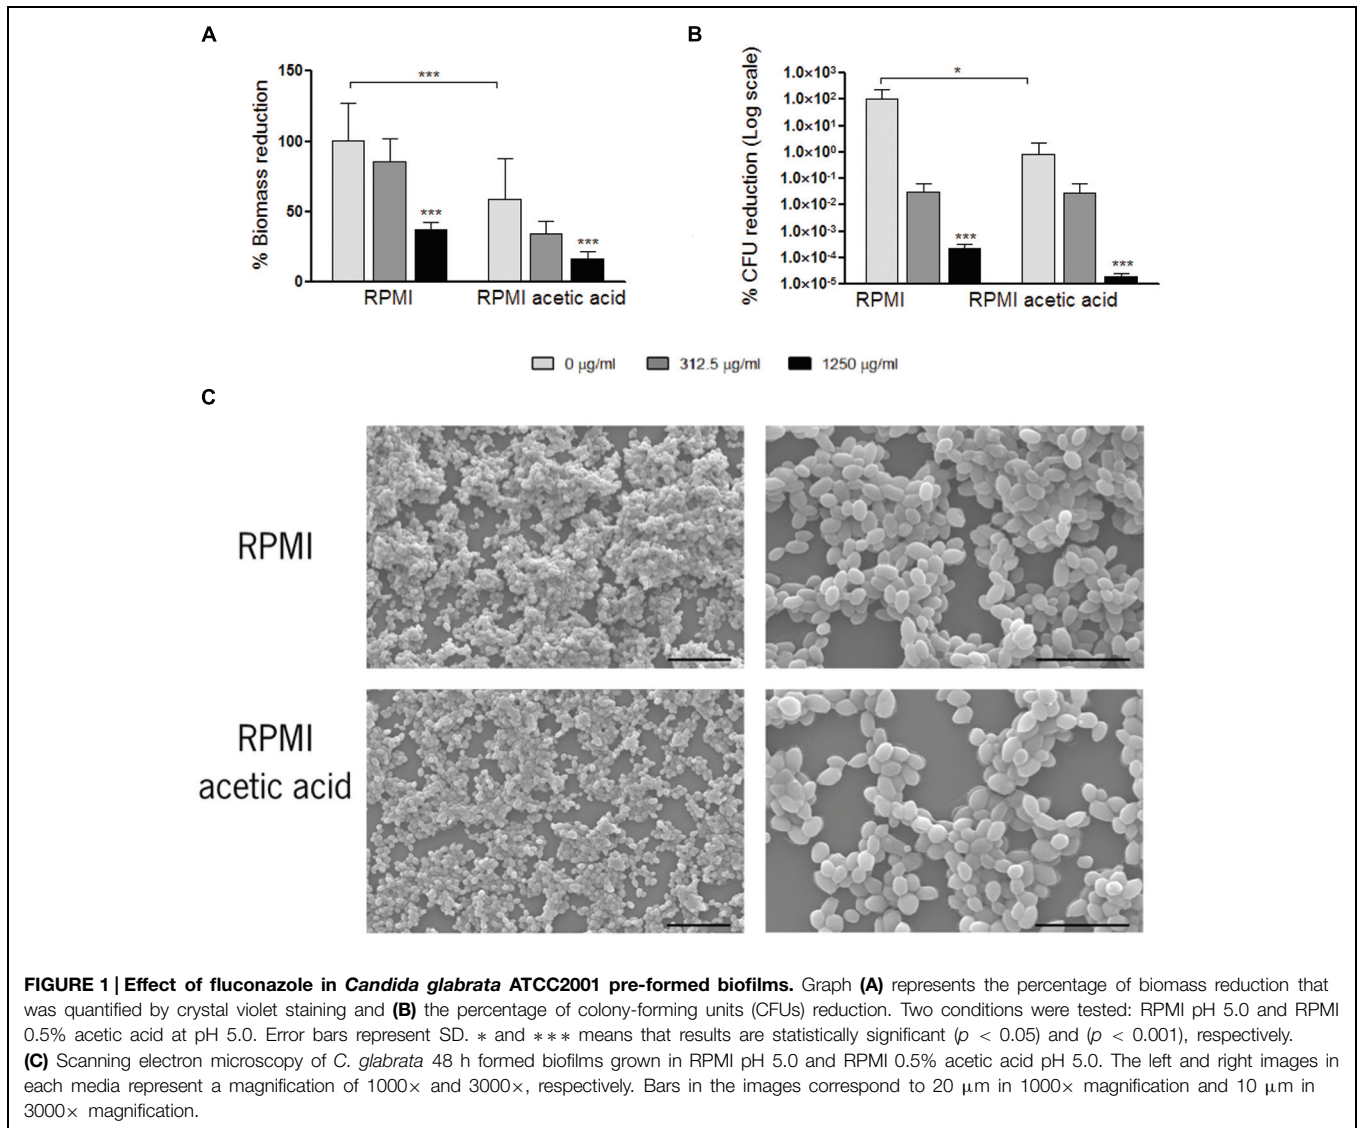 A
B
% Biomass reduction
150
100
50
0
***
***
***
RPMI
RPMI acetic acid
% CFU reduction (Log scale)
1.0×10³
1.0×10²
1.0×10¹
1.0×10⁰
1.0×10⁻¹
1.0×10⁻²
1.0×10⁻³
1.0×10⁻⁴
1.0×10⁻⁵
*
***
***
RPMI
RPMI acetic acid
0 µg/ml
312.5 µg/ml
1250 µg/ml
C
RPMI
RPMI
acetic acid
FIGURE 1 | Effect of fluconazole in Candida glabrata ATCC2001 pre-formed biofilms. Graph (A) represents the percentage of biomass reduction that
was quantified by crystal violet staining and (B) the percentage of colony-forming units (CFUs) reduction. Two conditions were tested: RPMI pH 5.0 and RPMI
0.5% acetic acid at pH 5.0. Error bars represent SD. ∗ and ∗∗∗ means that results are statistically significant (p < 0.05) and (p < 0.001), respectively.
(C) Scanning electron microscopy of C. glabrata 48 h formed biofilms grown in RPMI pH 5.0 and RPMI 0.5% acetic acid pH 5.0. The left and right images in
each media represent a magnification of 1000× and 3000×, respectively. Bars in the images correspond to 20 µm in 1000× magnification and 10 µm in
3000× magnification.